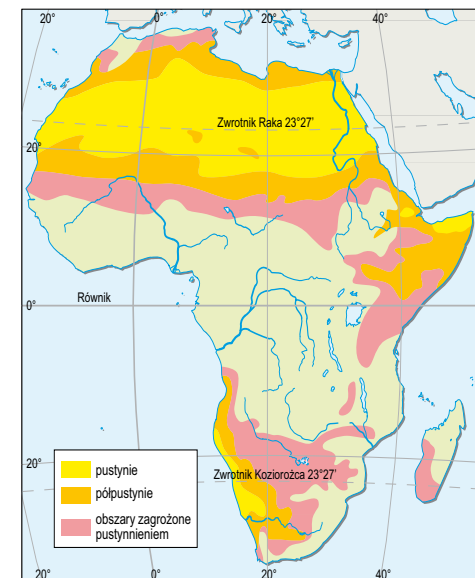 20° 0° 20° 40°
Zwrotnik Raka 23°27'
20°
Równik
0°
20°
Zwrotnik Koziorożca 23°27'
pustynie
półpustynie
obszary zagrożone
pustynnieniem
20° 0° 20° 40°